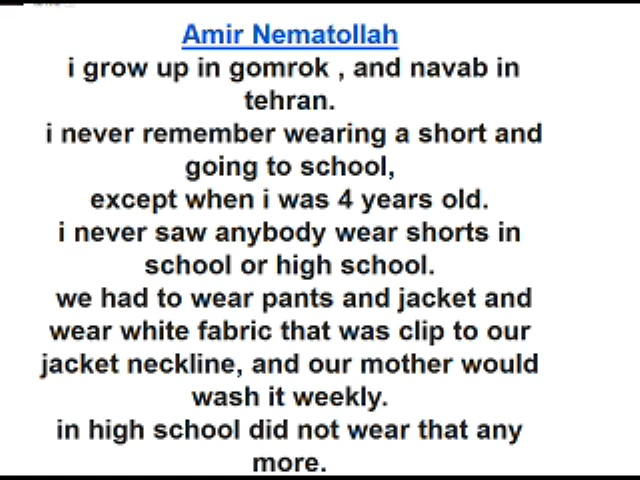 Amir Nematollah
i grow up in gomrok , and navab in
tehran.
i never remember wearing a short and
going to school,
except when i was 4 years old.
i never saw anybody wear shorts in
school or high school.
we had to wear pants and jacket and
wear white fabric that was clip to our
jacket neckline, and our mother would
wash it weekly.
in high school did not wear that any
more.